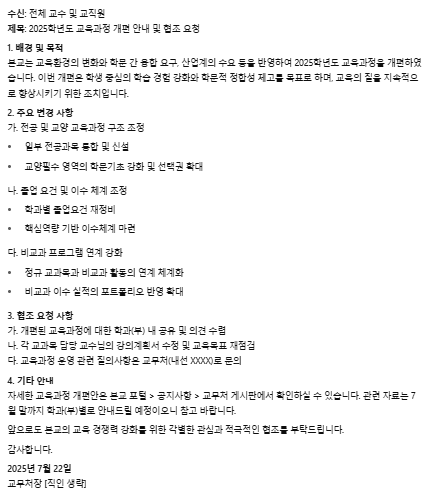 수신: 전체 교수 및 교직원
제목: 2025학년도 교육과정 개편 안내 및 협조 요청
1. 배경 및 목적
본교는 교육환경의 변화와 학문 간 융합 요구, 산업계의 수요 등을 반영하여 2025학년도 교육과정을 개편하였
습니다. 이번 개편은 학생 중심의 학습 경험 강화와 학문적 정합성 제고를 목표로 하며, 교육의 질을 지속적으
로 향상시키기 위한 조치입니다.
2. 주요 변경 사항
가. 전공 및 교양 교육과정 구조 조정
▪ 일부 전공과목 통합 및 신설
▪ 교양필수 영역의 학문기초 강화 및 선택권 확대
나. 졸업 요건 및 이수 체계 조정
▪ 학과별 졸업요건 재정비
▪ 핵심역량 기반 이수체계 마련
다. 비교과 프로그램 연계 강화
▪ 정규 교과목과 비교과 활동의 연계 체계화
▪ 비교과 이수 실적의 포트폴리오 반영 확대
3. 협조 요청 사항
가. 개편된 교육과정에 대한 학과(부) 내 공유 및 의견 수렴
나. 각 교과목 담당 교수님의 강의계획서 수정 및 교육목표 재점검
다. 교육과정 운영 관련 질의사항은 교무처(내선 XXXX)로 문의
4. 기타 안내
자세한 교육과정 개편안은 본교 포털 > 공지사항 > 교무처 게시판에서 확인하실 수 있습니다. 관련 자료는 7
월 말까지 학과(부)별로 안내드릴 예정이오니 참고 바랍니다.
앞으로도 본교의 교육 경쟁력 강화를 위한 각별한 관심과 적극적인 협조를 부탁드립니다.
감사합니다.
2025년 7월 22일
교무처장 [직인 생략]